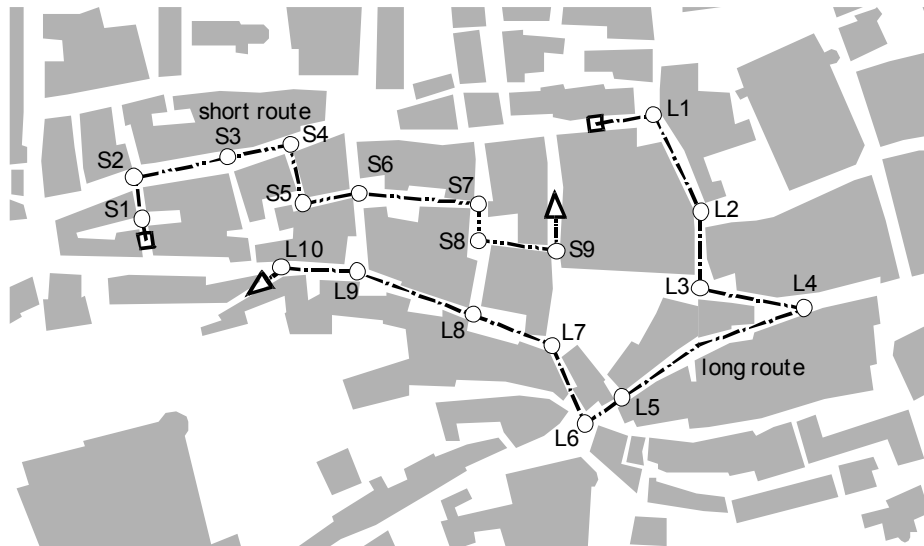 short route
S4
L1
S3
S2
S6
S5
S7
S1
L2
S8
S9
L10
L9
L3
L4
L8
L7
long route
L5
L6